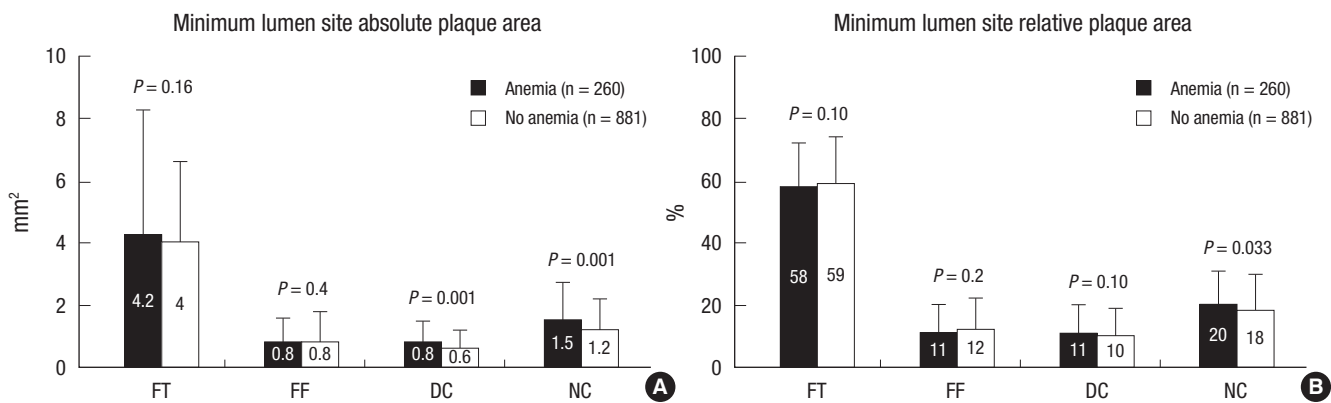 Minimum lumen site absolute plaque area
10
8
6
4
2
0
mm²
Anemia (n = 260)
No anemia (n = 881)
P = 0.16
P = 0.4
P = 0.001
P = 0.001
4.2
4
0.8
0.8
0.8
0.6
1.5
1.2
FT
FF
DC
NC
A
Minimum lumen site relative plaque area
100
80
60
40
20
0
%
Anemia (n = 260)
No anemia (n = 881)
P = 0.10
P = 0.2
P = 0.10
P = 0.033
58
59
11
12
11
10
20
18
FT
FF
DC
NC
B